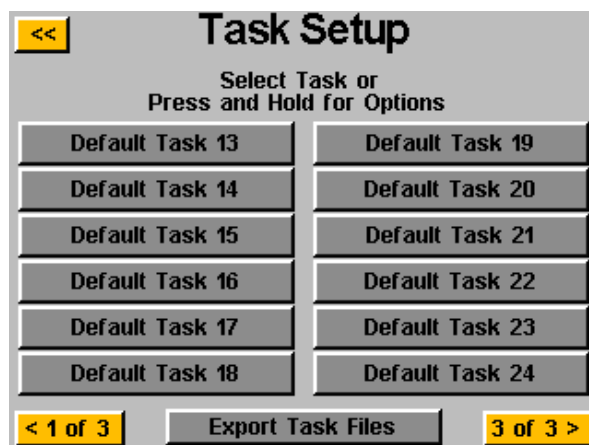 <<
Task Setup
Select Task or
Press and Hold for Options
Default Task 13
Default Task 19
Default Task 14
Default Task 20
Default Task 15
Default Task 21
Default Task 16
Default Task 22
Default Task 17
Default Task 23
Default Task 18
Default Task 24
< 1 of 3
Export Task Files
3 of 3 >